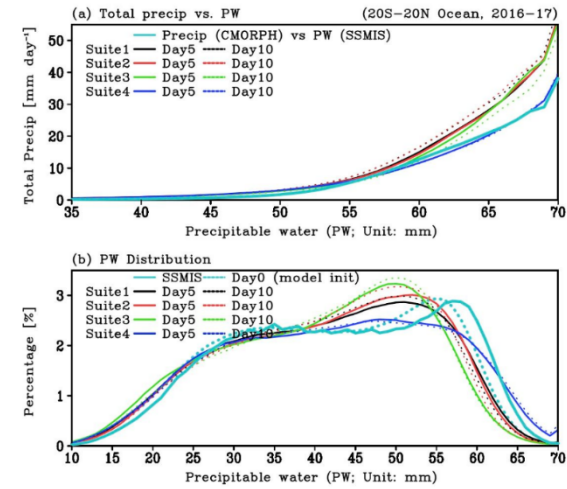 (a) Total precip vs. PW (20S-20N Ocean, 2016-17)
Precip (CMORPH) vs PW (SSMIS)
Suite1 Day5 Day10
Suite2 Day5 Day10
Suite3 Day5 Day10
Suite4 Day5 Day10
Total Precip [mm day⁻¹]
50
40
30
20
10
0
35 40 45 50 55 60 65 70
Precipitable water (PW; Unit: mm)
(b) PW Distribution
SSMIS Day0 (model init)
Suite1 Day5 Day10
Suite2 Day5 Day10
Suite3 Day5 Day10
Suite4 Day5 Day10
Percentage [%]
3
2
1
0
10 15 20 25 30 35 40 45 50 55 60 65 70
Precipitable water (PW; Unit: mm)